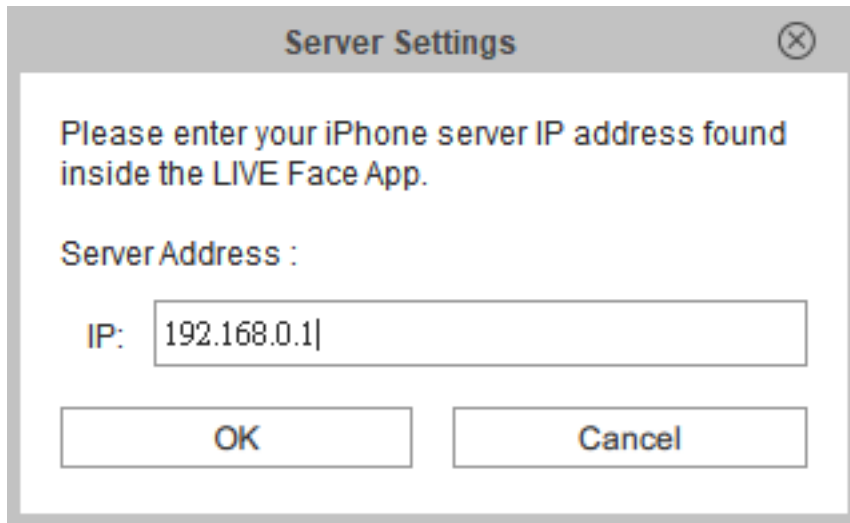 Server Settings
Please enter your iPhone server IP address found
inside the LIVE Face App.
Server Address :
IP: 192.168.0.1
OK Cancel